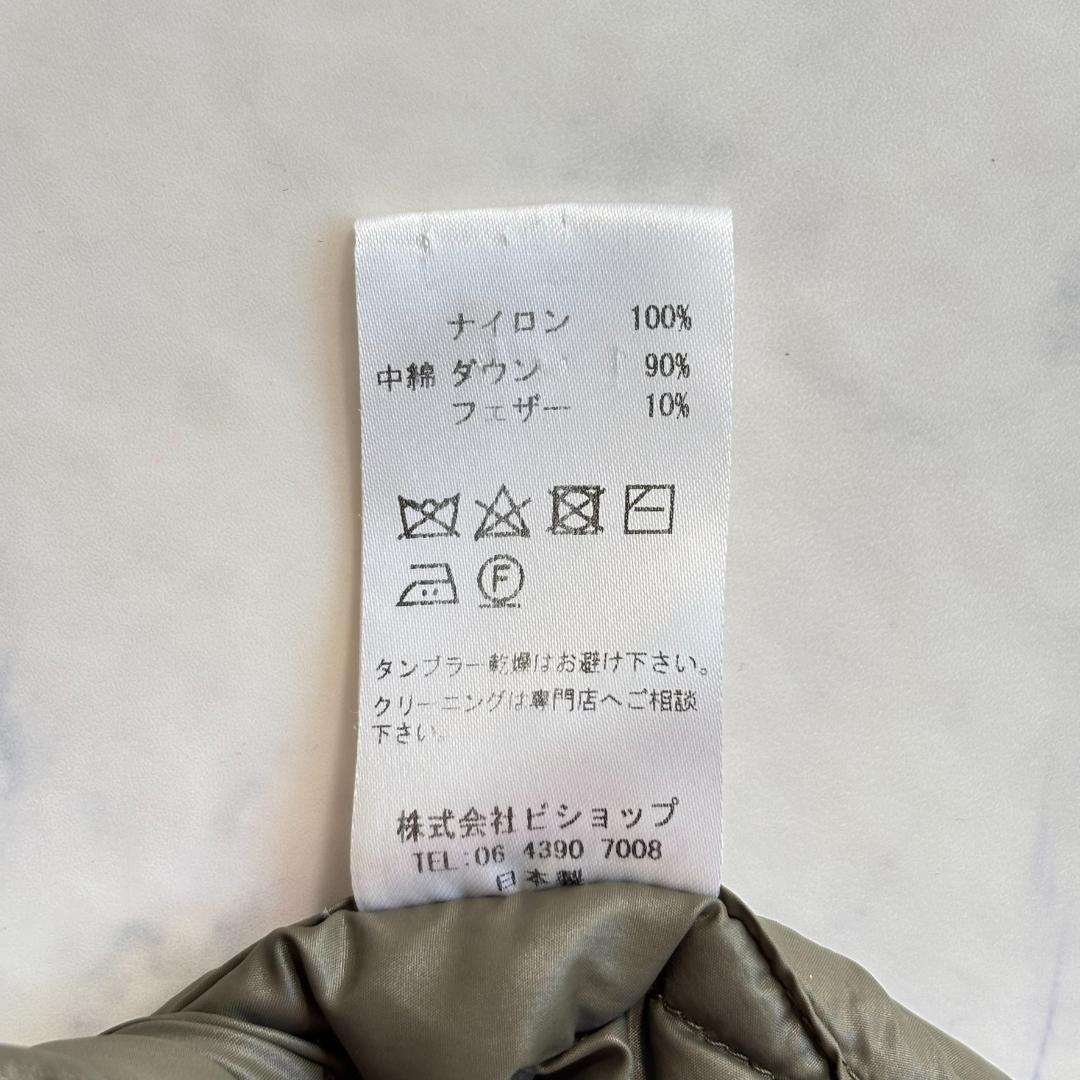 ナイロン 100%
中綿 ダウン 90%
フェザー 10%
F
タンブラー乾燥はお避け下さい。
クリーニングは専門店へご相談
下さい。
株式会社ビショップ
TEL:06 4390 7008
日本製